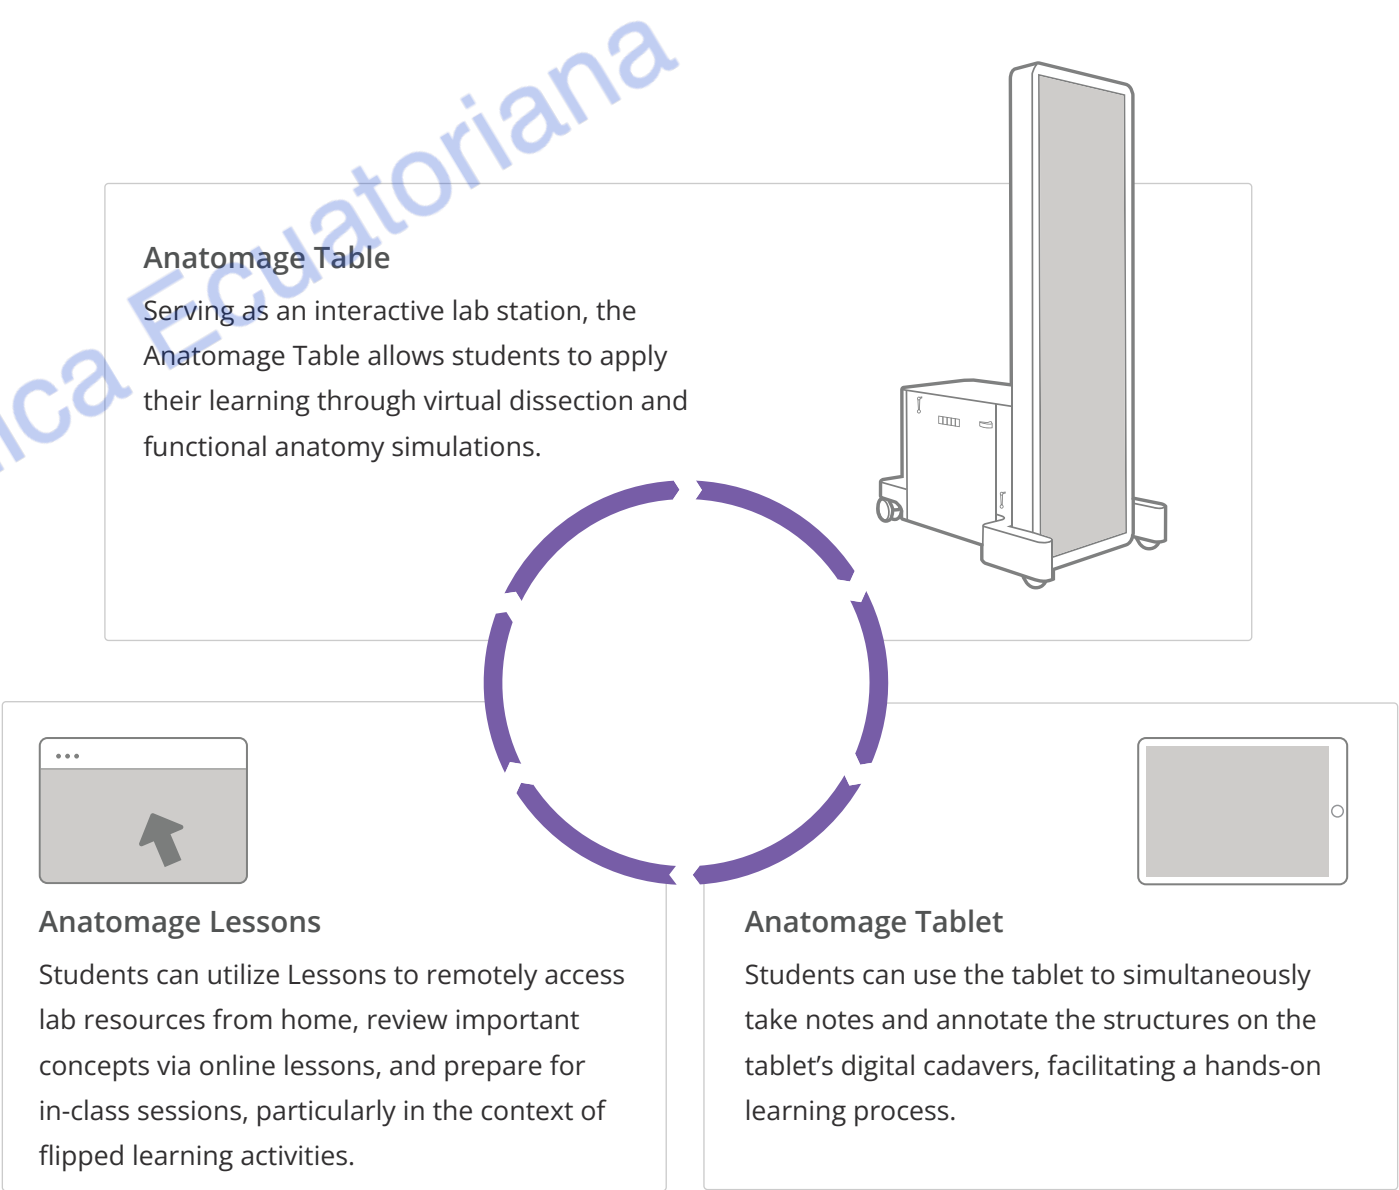 ica Ecuatoriana
Anatomage Table
Serving as an interactive lab station, the
Anatomage Table allows students to apply
their learning through virtual dissection and
functional anatomy simulations.
Anatomage Lessons
Students can utilize Lessons to remotely access
lab resources from home, review important
concepts via online lessons, and prepare for
in-class sessions, particularly in the context of
flipped learning activities.
Anatomage Tablet
Students can use the tablet to simultaneously
take notes and annotate the structures on the
tablet’s digital cadavers, facilitating a hands-on
learning process.